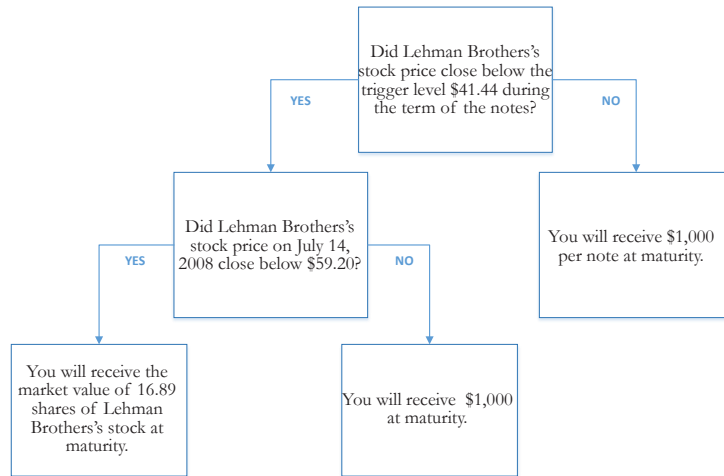 Did Lehman Brothers's
stock price close below the
trigger level $41.44 during
the term of the notes?
YES
NO
Did Lehman Brothers's
stock price on July 14,
2008 close below $59.20?
You will receive $1,000
per note at maturity.
YES
NO
You will receive the
market value of 16.89
shares of Lehman
Brothers's stock at
maturity.
You will receive $1,000
at maturity.